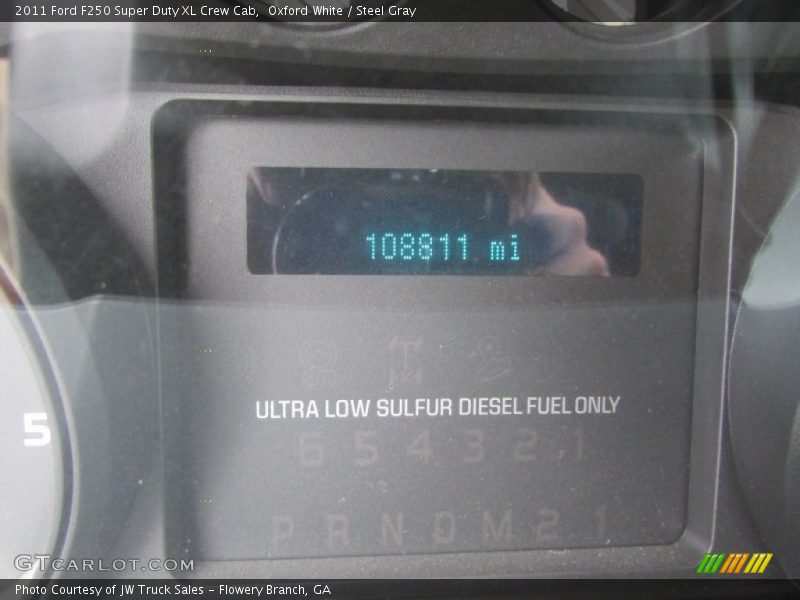 2011 Ford F250 Super Duty XL Crew Cab,  Oxford White / Steel Gray
108811 mi
ULTRA LOW SULFUR DIESEL FUEL ONLY
5
6 5 4 3 2 1
P R N D M 2 1
GTCARLOT.COM
Photo Courtesy of JW Truck Sales - Flowery Branch, GA